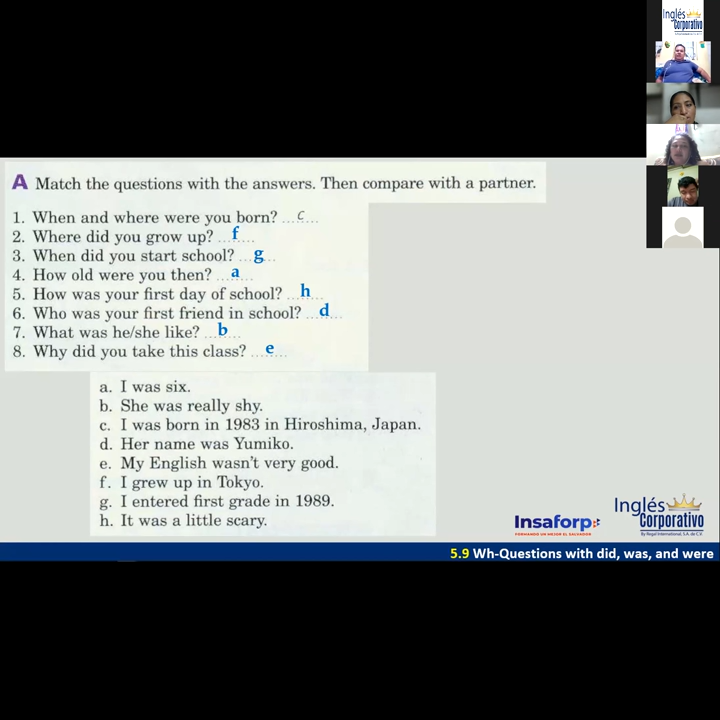 Inglés
Corporativo
A Match the questions with the answers. Then compare with a partner.
1. When and where were you born? ...c...
2. Where did you grow up? ...f...
3. When did you start school? ...g...
4. How old were you then? ...a...
5. How was your first day of school? ...h...
6. Who was your first friend in school? ...d...
7. What was he/she like? ...b...
8. Why did you take this class? ...e...
a. I was six.
b. She was really shy.
c. I was born in 1983 in Hiroshima, Japan.
d. Her name was Yumiko.
e. My English wasn't very good.
f. I grew up in Tokyo.
g. I entered first grade in 1989.
h. It was a little scary.
Insaforp
FORMANDO UN MEJOR EL SALVADOR
Inglés
Corporativo
By Regal International, S.A. de C.V.
5.9 Wh-Questions with did, was, and were